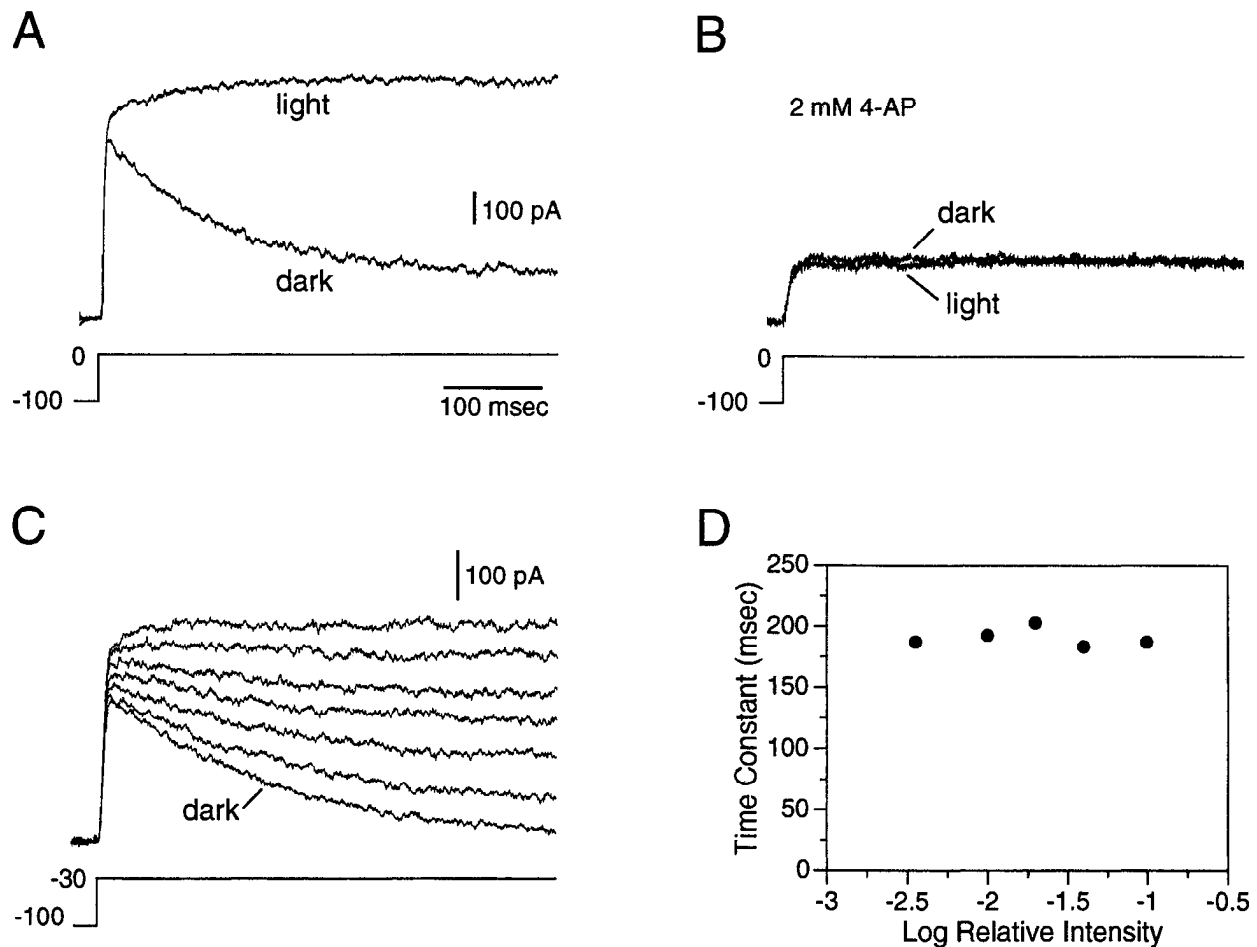 A
light
100 pA
dark
0
-100
100 msec
B
2 mM 4-AP
dark
light
0
-100
C
100 pA
dark
-30
-100
D
Time Constant (msec)
250
200
150
100
50
0
-3 -2.5 -2 -1.5 -1 -0.5
Log Relative Intensity